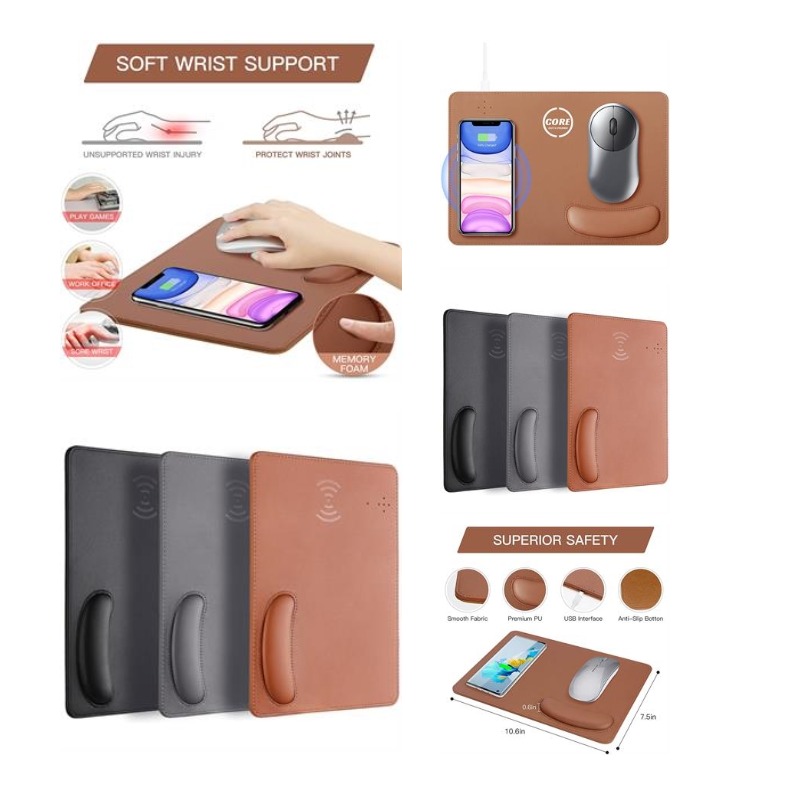 SOFT WRIST SUPPORT
UNSUPPORTED WRIST INJURY
PROTECT WRIST JOINTS
PLAY GAMES
WORK OFFICE
SORE WRIST
MEMORY
FOAM
CORE
SUPERIOR SAFETY
Smooth Fabric
Premium PU
USB Interface
Anti-Slip Botton
0.6in
7.5in
10.6in